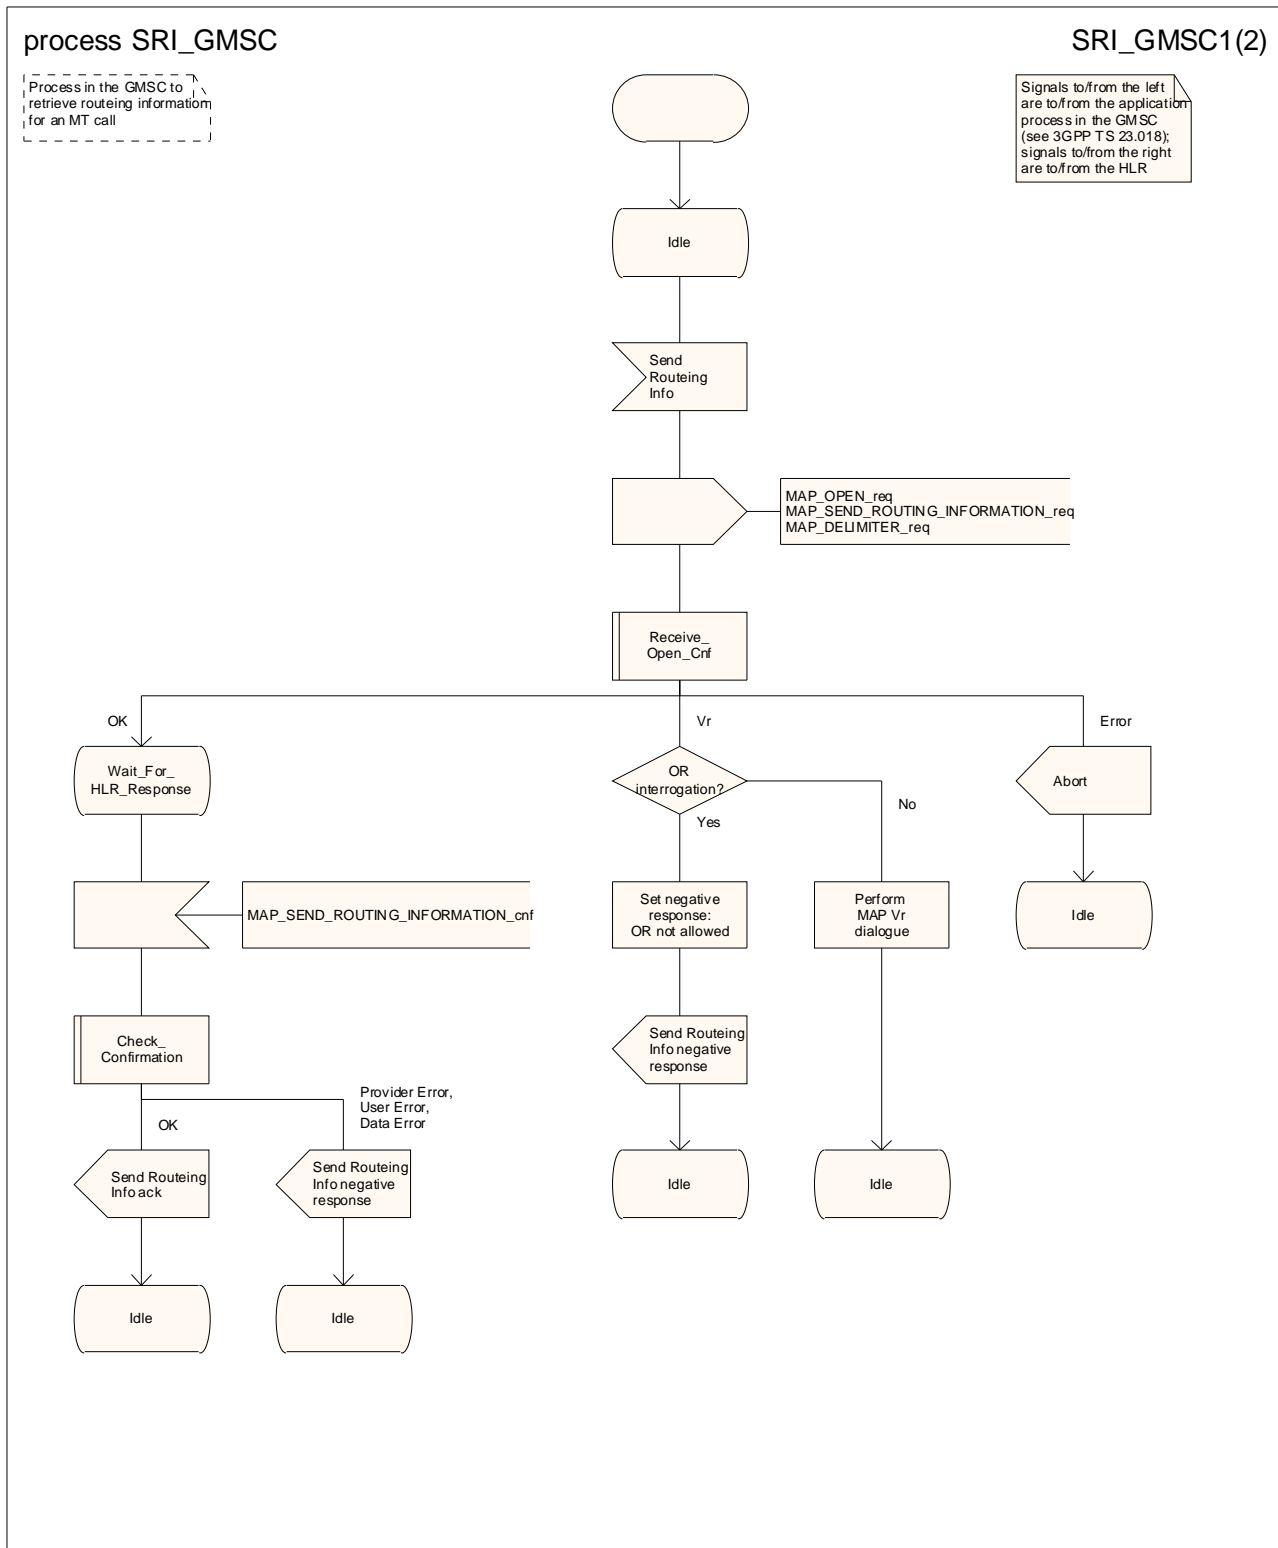 process SRI_GMSC
SRI_GMSC1(2)
Process in the GMSC to
retrieve routeing information
for an MT call
Signals to/from the left
are to/from the application
process in the GMSC
(see 3GPP TS 23.018);
signals to/from the right
are to/from the HLR
Idle
Send
Routeing
Info
MAP_OPEN_req
MAP_SEND_ROUTING_INFORMATION_req
MAP_DELIMITER_req
Receive_
Open_Cnf
OK
Vr
Error
Wait_For_
HLR_Response
OR
interrogation?
Abort
No
Yes
MAP_SEND_ROUTING_INFORMATION_cnf
Set negative
response:
OR not allowed
Perform
MAP Vr
dialogue
Idle
Check_
Confirmation
Send Routeing
Info negative
response
Provider Error,
User Error,
Data Error
OK
Send Routeing
Info ack
Send Routeing
Info negative
response
Idle
Idle
Idle
Idle